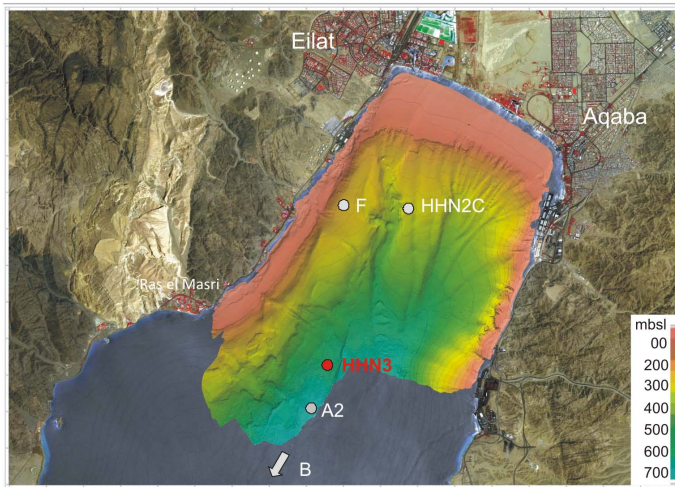 Eilat
Aqaba
F
HHN2C
Ras el Masri
HHN3
A2
B
mbsl
00
200
300
400
500
600
700